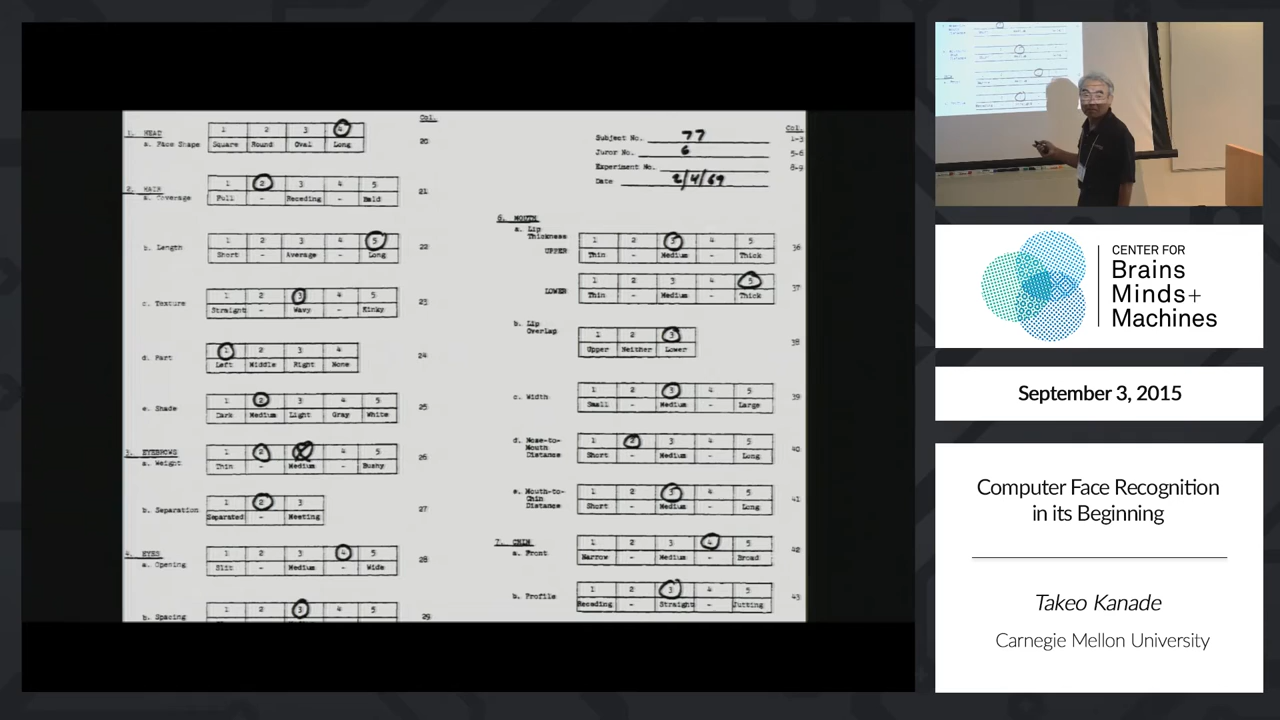 1. HEAD
a. Face Shape
1 2 3 4
Square Round Oval Long
Col.
20
2. HAIR
a. Coverage
1 2 3 4 5
Full - Receding - Bald
21
b. Length
1 2 3 4 5
Short - Average - Long
22
c. Texture
1 2 3 4 5
Straight - Wavy - Kinky
23
d. Part
1 2 3 4
Left Middle Right None
24
e. Shade
1 2 3 4 5
Dark Medium Light Gray White
25
3. EYEBROWS
a. Weight
1 2 3 4 5
Thin - Medium - Bushy
26
b. Separation
1 2 3
Separated - Meeting
27
4. EYES
a. Opening
1 2 3 4 5
Slit - Medium - Wide
28
b. Spacing
1 2 3 4 5
29
Subject No. 77
Juror No. 6
Experiment No.
Date 2/4/69
Col.
1-3
5-6
8-9
6. MOUTH
a. Lip
Thickness
UPPER
1 2 3 4 5
Thin - Medium - Thick
36
LOWER
1 2 3 4 5
Thin - Medium - Thick
37
b. Lip
Overlap
1 2 3
Upper Neither Lower
38
c. Width
1 2 3 4 5
Small - Medium - Large
39
d. Nose-to-
Mouth
Distance
1 2 3 4 5
Short - Medium - Long
40
e. Mouth-to-
Chin
Distance
1 2 3 4 5
Short - Medium - Long
41
7. CHIN
a. Front
1 2 3 4 5
Narrow - Medium - Broad
42
b. Profile
1 2 3 4 5
Receding - Straight - Jutting
43
CENTER FOR
Brains
Minds+
Machines
September 3, 2015
Computer Face Recognition
in its Beginning
Takeo Kanade
Carnegie Mellon University